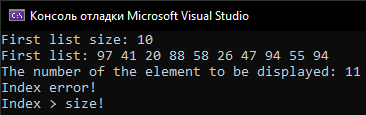 Консоль отладки Microsoft Visual Studio
First list size: 10
First list: 97 41 20 88 58 26 47 94 55 94
The number of the element to be displayed: 11
Index error!
Index > size!